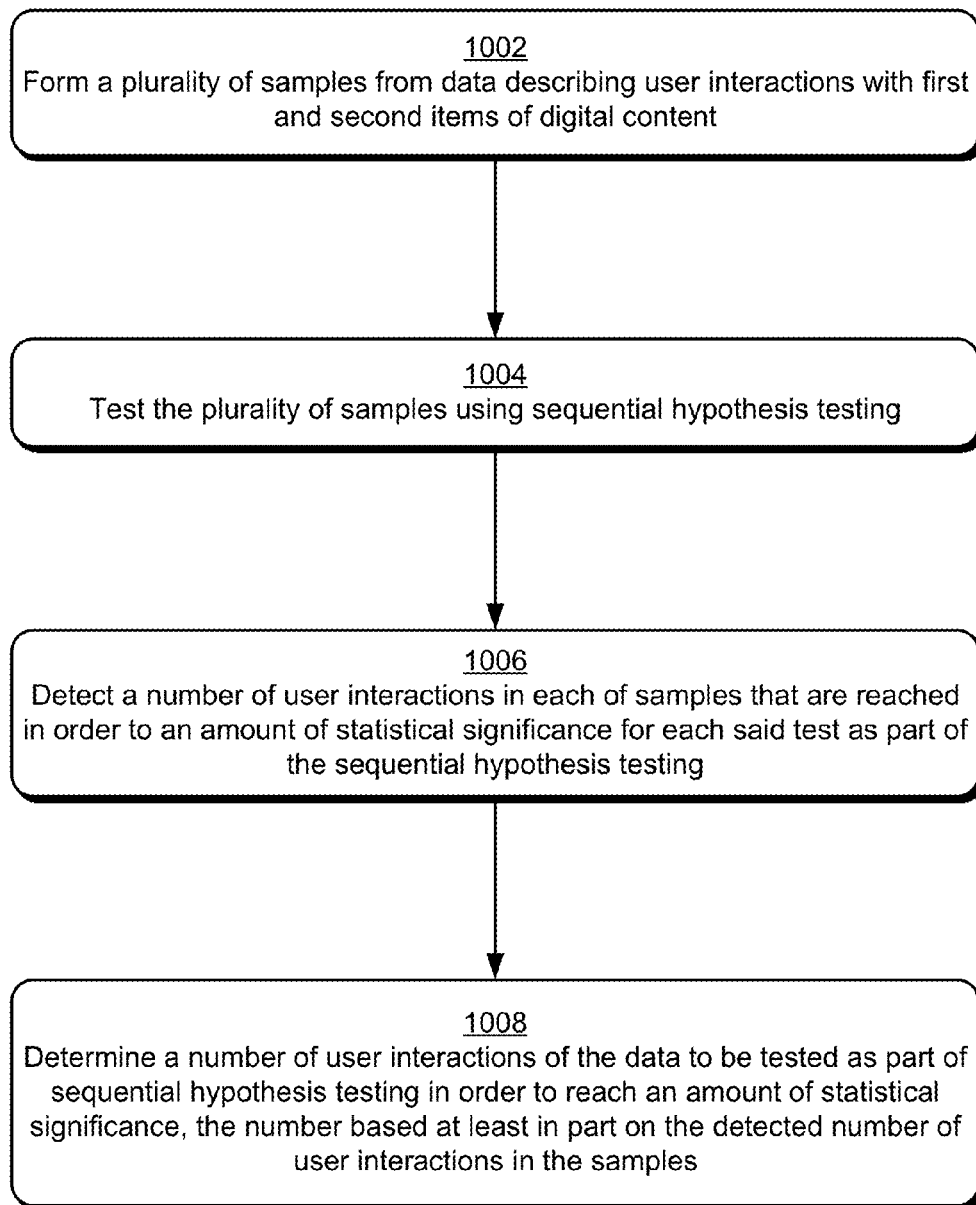 1002
Form a plurality of samples from data describing user interactions with first
and second items of digital content
1004
Test the plurality of samples using sequential hypothesis testing
1006
Detect a number of user interactions in each of samples that are reached
in order to an amount of statistical significance for each said test as part of
the sequential hypothesis testing
1008
Determine a number of user interactions of the data to be tested as part of
sequential hypothesis testing in order to reach an amount of statistical
significance, the number based at least in part on the detected number of
user interactions in the samples